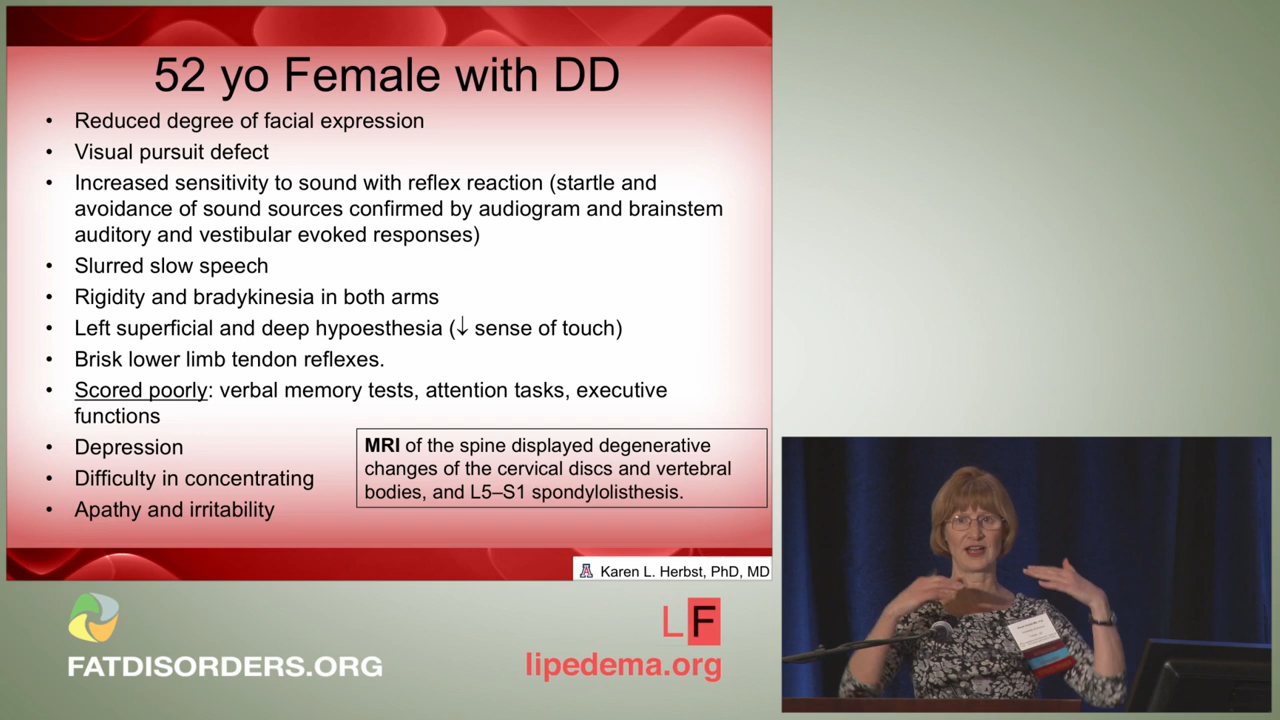 52 yo Female with DD
• Reduced degree of facial expression
• Visual pursuit defect
• Increased sensitivity to sound with reflex reaction (startle and
avoidance of sound sources confirmed by audiogram and brainstem
auditory and vestibular evoked responses)
• Slurred slow speech
• Rigidity and bradykinesia in both arms
• Left superficial and deep hypoesthesia (↓ sense of touch)
• Brisk lower limb tendon reflexes.
• Scored poorly: verbal memory tests, attention tasks, executive
functions
• Depression
• Difficulty in concentrating
• Apathy and irritability
MRI of the spine displayed degenerative
changes of the cervical discs and vertebral
bodies, and L5–S1 spondylolisthesis.
A Karen L. Herbst, PhD, MD
FATDISORDERS.ORG
LF
lipedema.org